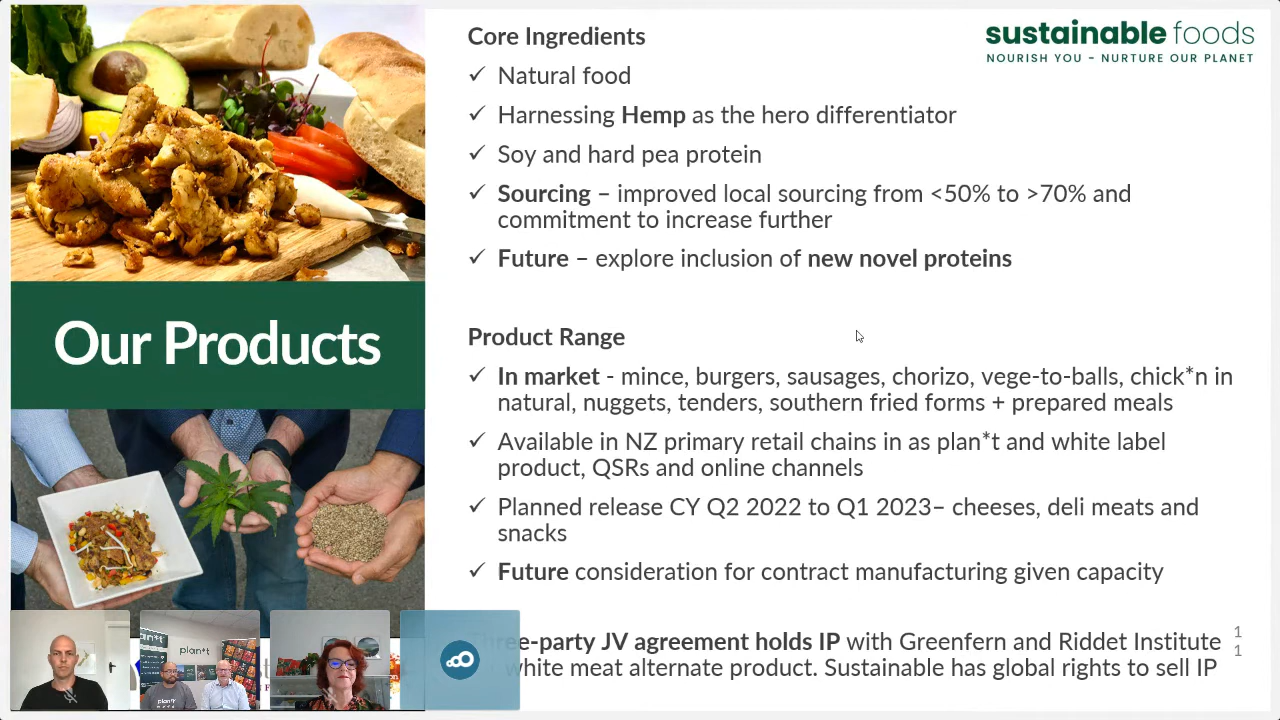 sustainable foods
NOURISH YOU – NURTURE OUR PLANET
Core Ingredients
✓ Natural food
✓ Harnessing Hemp as the hero differentiator
✓ Soy and hard pea protein
✓ Sourcing – improved local sourcing from <50% to >70% and
commitment to increase further
✓ Future – explore inclusion of new novel proteins
Our Products
Product Range
✓ In market - mince, burgers, sausages, chorizo, vege-to-balls, chick*n in
natural, nuggets, tenders, southern fried forms + prepared meals
✓ Available in NZ primary retail chains in as plan*t and white label
product, QSRs and online channels
✓ Planned release CY Q2 2022 to Q1 2023– cheeses, deli meats and
snacks
✓ Future consideration for contract manufacturing given capacity
Three-party JV agreement holds IP with Greenfern and Riddet Institute
white meat alternate product. Sustainable has global rights to sell IP
1
1
plan*t
plan*t